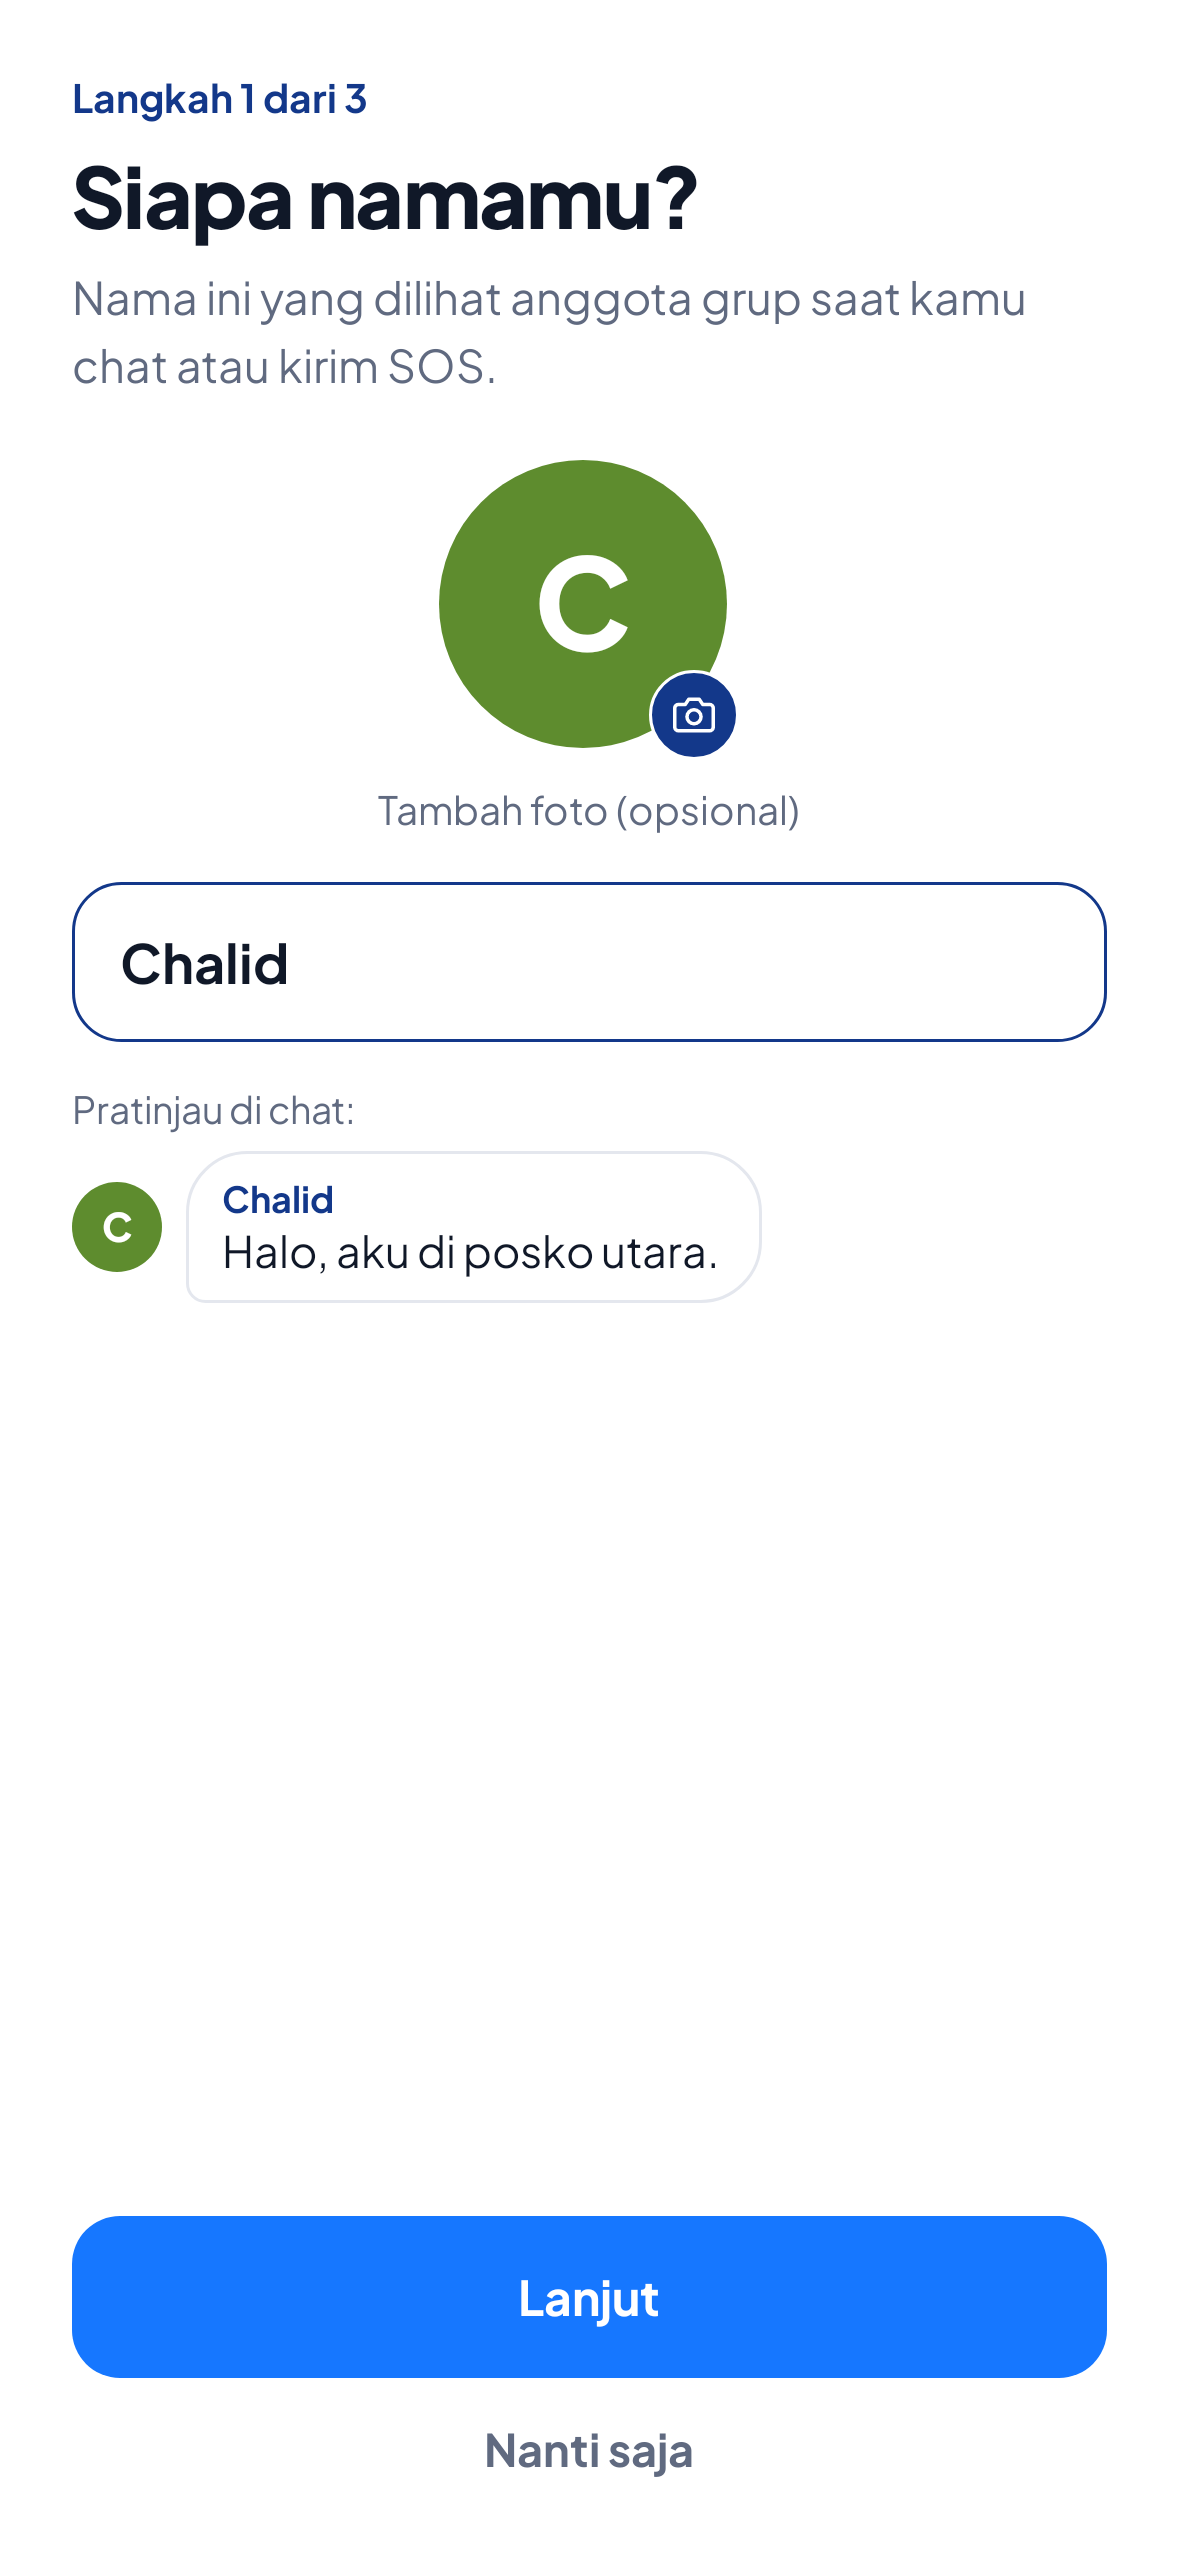 Langkah 1 dari 3
Siapa namamu?
Nama ini yang dilihat anggota grup saat kamu
chat atau kirim SOS.
C
Tambah foto (opsional)
Chalid
Pratinjau di chat:
C
Chalid
Halo, aku di posko utara.
Lanjut
Nanti saja